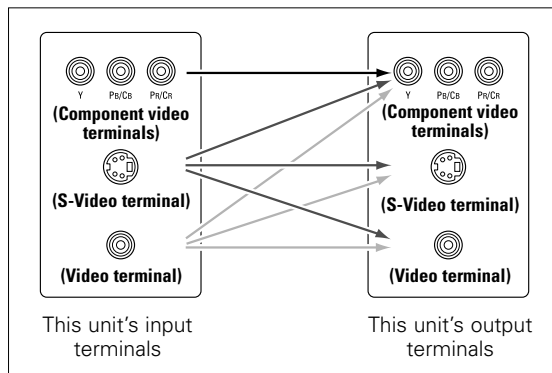 Y PB/CB PR/CR
(Component video
terminals)
(S-Video terminal)
(Video terminal)
This unit's input
terminals
Y PB/CB PR/CR
(Component video
terminals)
(S-Video terminal)
(Video terminal)
This unit's output
terminals